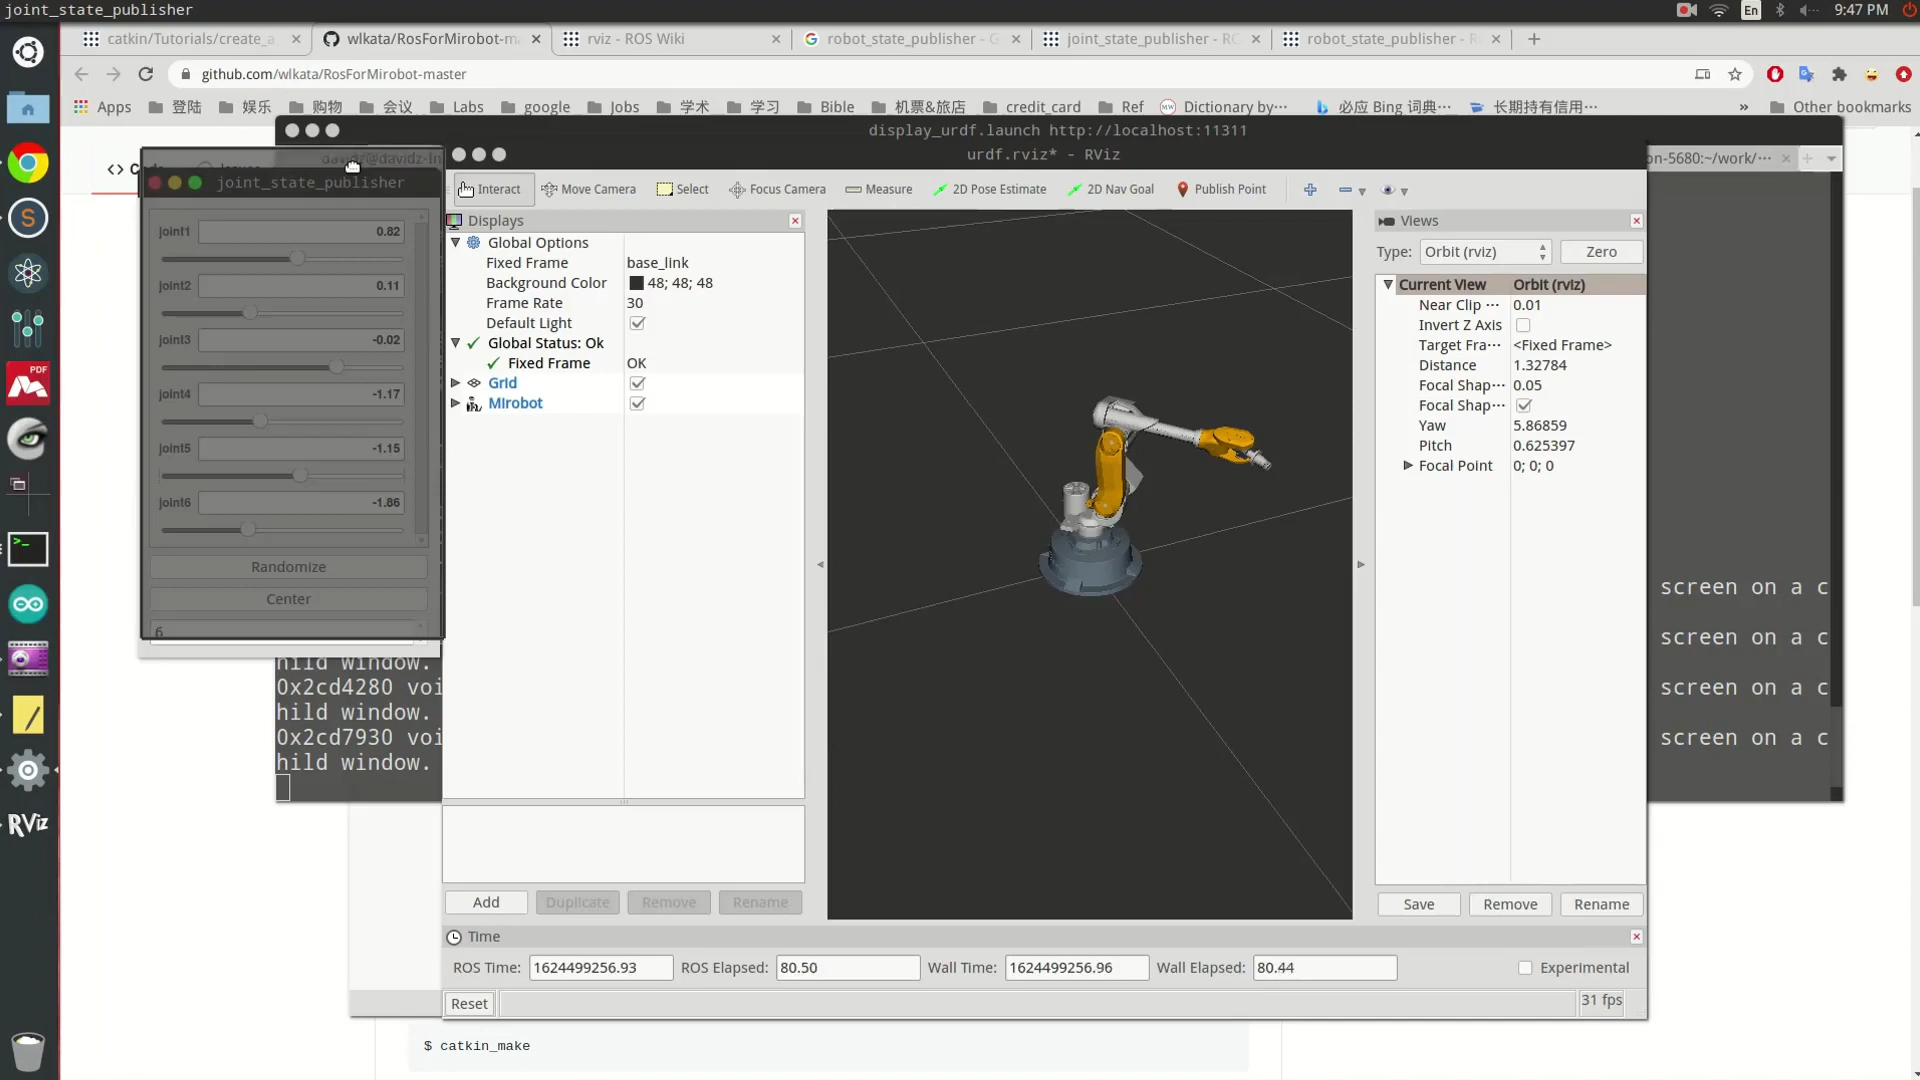 joint_state_publisher
En
9:47 PM
catkin/Tutorials/create_a
wlkata/RosForMirobot-ma
rviz - ROS Wiki
robot_state_publisher - G
joint_state_publisher - RO
robot_state_publisher - R
github.com/wlkata/RosForMirobot-master
Apps
登陆
娱乐
购物
会议
Labs
google
Jobs
学术
学习
Bible
机票&旅店
credit_card
Ref
MW
Dictionary by…
必应 Bing 词典…
长期持有信用…
»
Other bookmarks
display_urdf.launch http://localhost:11311
urdf.rviz* - RViz
on-5680:~/work/…
<> C
joint_state_publisher
joint1 0.82
joint2 0.11
joint3 -0.02
joint4 -1.17
joint5 -1.15
joint6 -1.86
Randomize
Center
6
Interact
Move Camera
Select
Focus Camera
Measure
2D Pose Estimate
2D Nav Goal
Publish Point
Displays
Global Options
Fixed Frame base_link
Background Color 48; 48; 48
Frame Rate 30
Default Light
Global Status: Ok
Fixed Frame OK
Grid
Mirobot
Add
Duplicate
Remove
Rename
Views
Type: Orbit (rviz) Zero
Current View Orbit (rviz)
Near Clip … 0.01
Invert Z Axis
Target Fra… <Fixed Frame>
Distance 1.32784
Focal Shap… 0.05
Focal Shap…
Yaw 5.86859
Pitch 0.625397
Focal Point 0; 0; 0
Save
Remove
Rename
hild window.
0x2cd4280 voi
hild window.
0x2cd7930 voi
hild window.
screen on a c
screen on a c
screen on a c
screen on a c
Time
ROS Time: 1624499256.93 ROS Elapsed: 80.50 Wall Time: 1624499256.96 Wall Elapsed: 80.44 Experimental
Reset
31 fps
$ catkin_make
PDF
S
>_
RViz